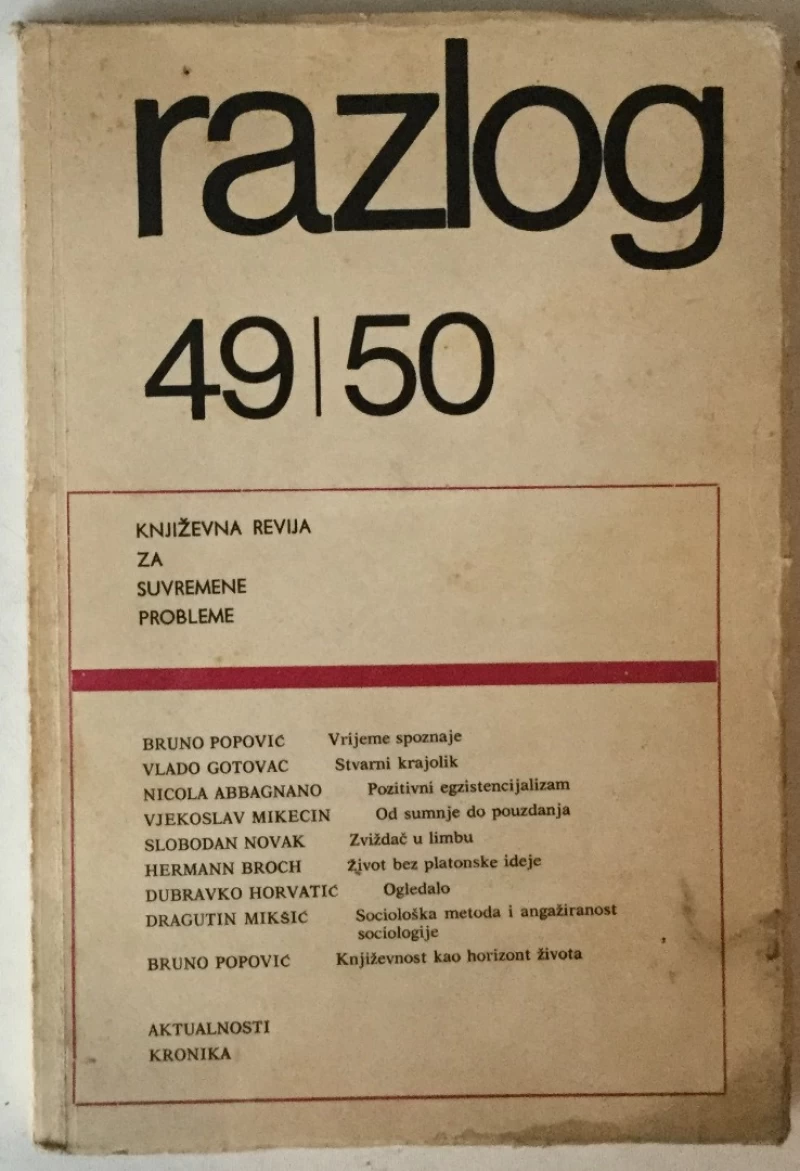 razlog
49|50
KNJIŽEVNA REVIJA
ZA
SUVREMENE
PROBLEME
BRUNO POPOVIĆ Vrijeme spoznaje
VLADO GOTOVAC Stvarni krajolik
NICOLA ABBAGNANO Pozitivni egzistencijalizam
VJEKOSLAV MIKECIN Od sumnje do pouzdanja
SLOBODAN NOVAK Zviždač u limbu
HERMANN BROCH Život bez platonske ideje
DUBRAVKO HORVATIĆ Ogledalo
DRAGUTIN MIKŠIĆ Sociološka metoda i angažiranost
sociologije
BRUNO POPOVIĆ Književnost kao horizont života
AKTUALNOSTI
KRONIKA